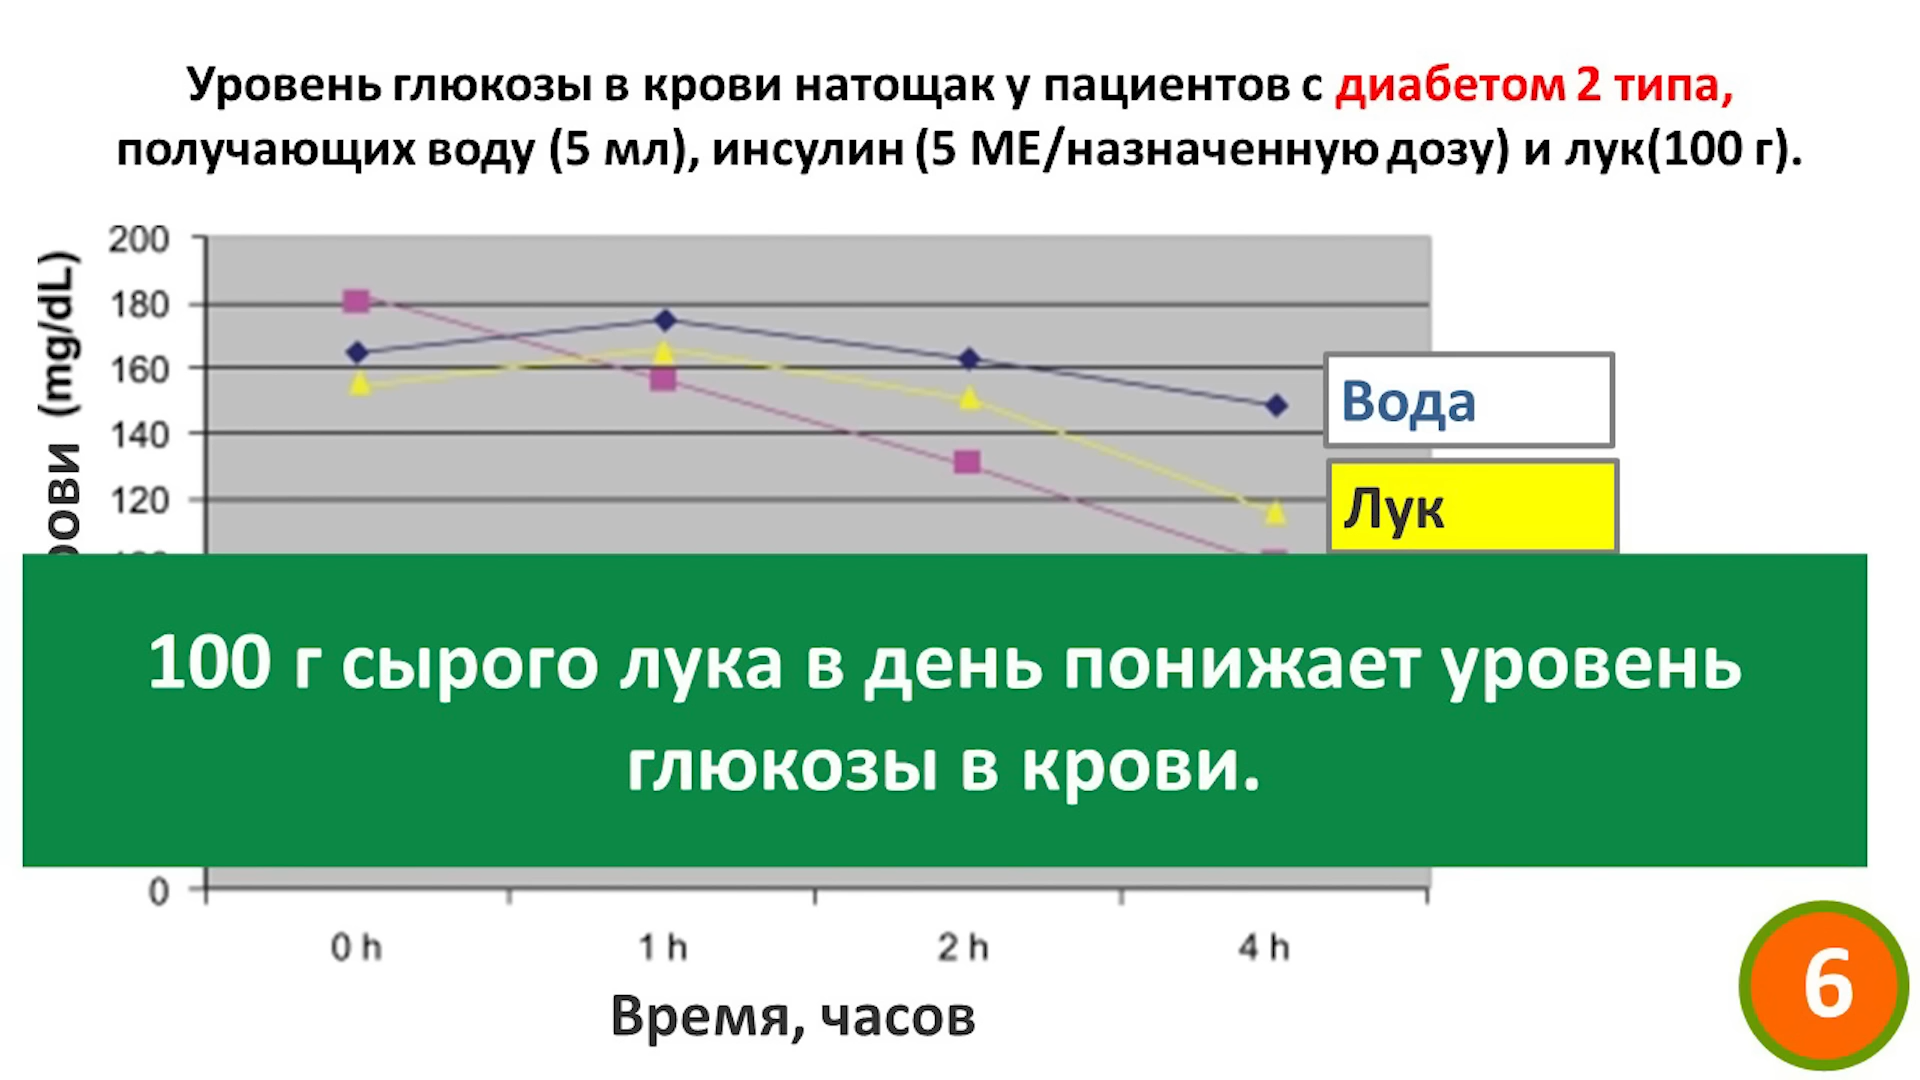 Уровень глюкозы в крови натощак у пациентов с диабетом 2 типа,
получающих воду (5 мл), инсулин (5 МЕ/назначенную дозу) и лук(100 г).
(mg/dL)
200
180
160
140
120
Вода
Лук
100 г сырого лука в день понижает уровень
глюкозы в крови.
0
0 h 1 h 2 h 4 h
Время, часов
6